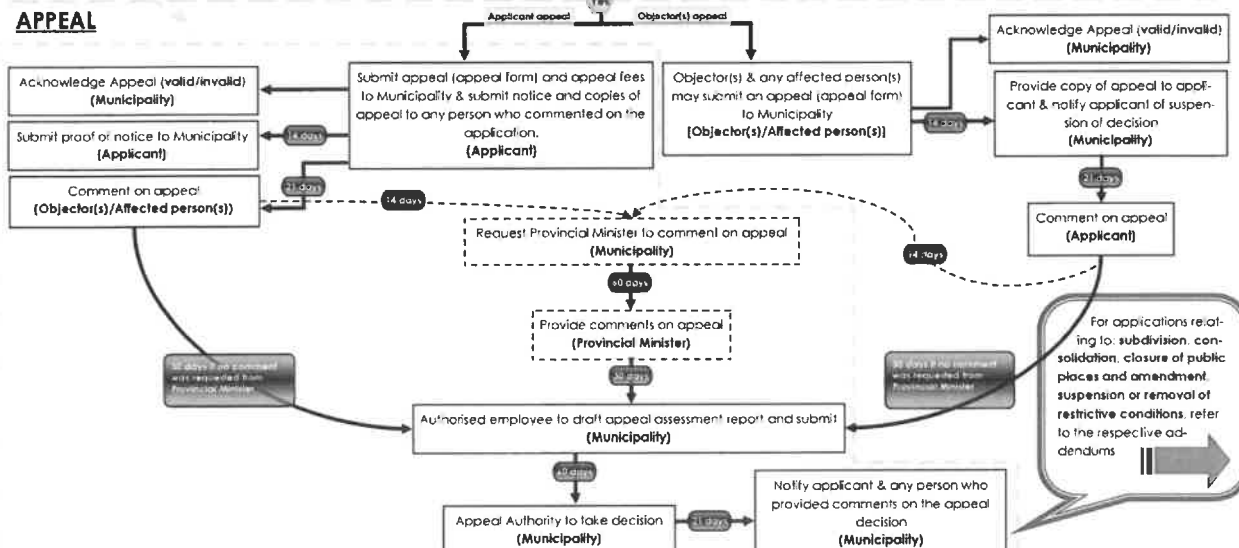 APPEAL
Applicant appeal
Objector(s) appeal
Acknowledge Appeal (valid/invalid)
(Municipality)
Submit proof of notice to Municipality
(Applicant)
Comment on appeal
(Objector(s)/Affected person(s))
Submit appeal (appeal form) and appeal fees
to Municipality & submit notice and copies of
appeal to any person who commented on the
application.
(Applicant)
14 days
21 days
Objector(s) & any affected person(s)
may submit an appeal (appeal form)
to Municipality
(Objector(s)/Affected person(s))
14 days
Acknowledge Appeal (valid/invalid)
(Municipality)
Provide copy of appeal to appli-
cant & notify applicant of suspen-
sion of decision
(Municipality)
21 days
Comment on appeal
(Applicant)
14 days
14 days
Request Provincial Minister to comment on appeal
(Municipality)
60 days
Provide comments on appeal
(Provincial Minister)
30 days
30 days if no comment
was requested from
Provincial Minister
30 days if no comment
was requested from
Provincial Minister
Authorised employee to draft appeal assessment report and submit
(Municipality)
60 days
Appeal Authority to take decision
(Municipality)
21 days
Notify applicant & any person who
provided comments on the appeal
decision
(Municipality)
For applications relat-
ing to: subdivision, con-
solidation, closure of public
places and amendment,
suspension or removal of
restrictive conditions, refer
to the respective ad-
dendums